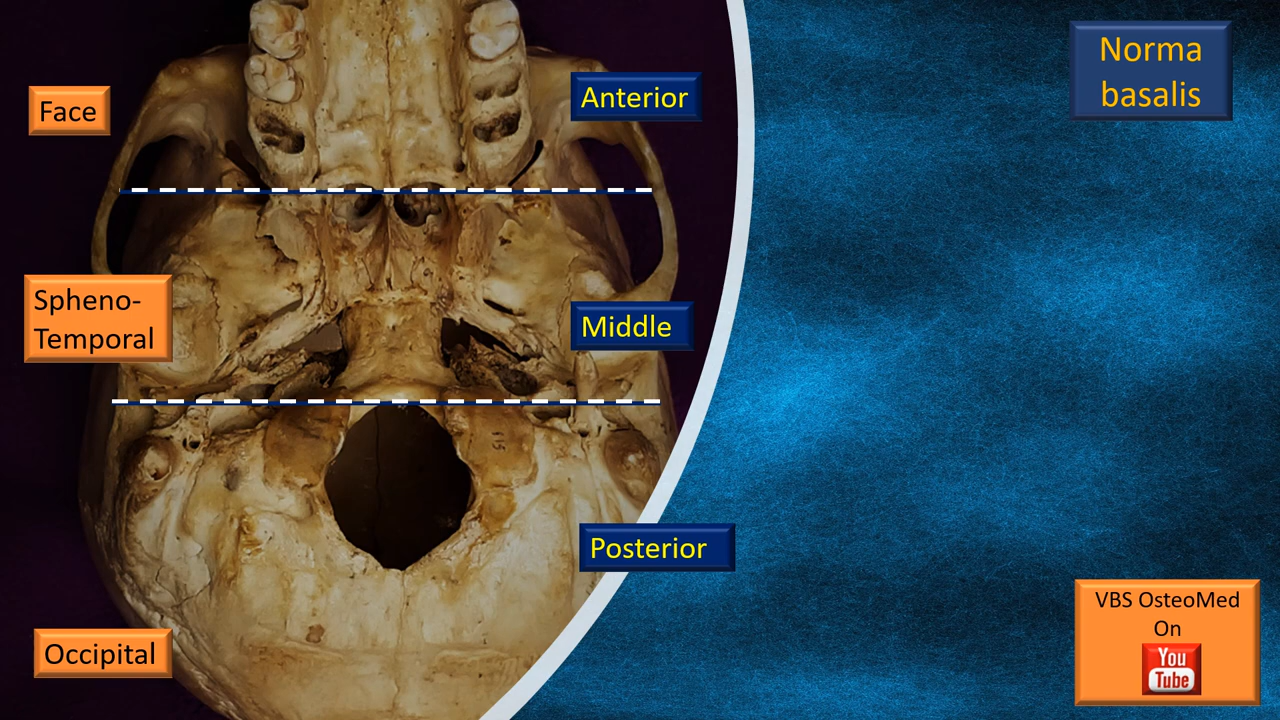 Norma
basalis
Face
Anterior
Spheno-
Temporal
Middle
Posterior
Occipital
VBS OsteoMed
On
You
Tube